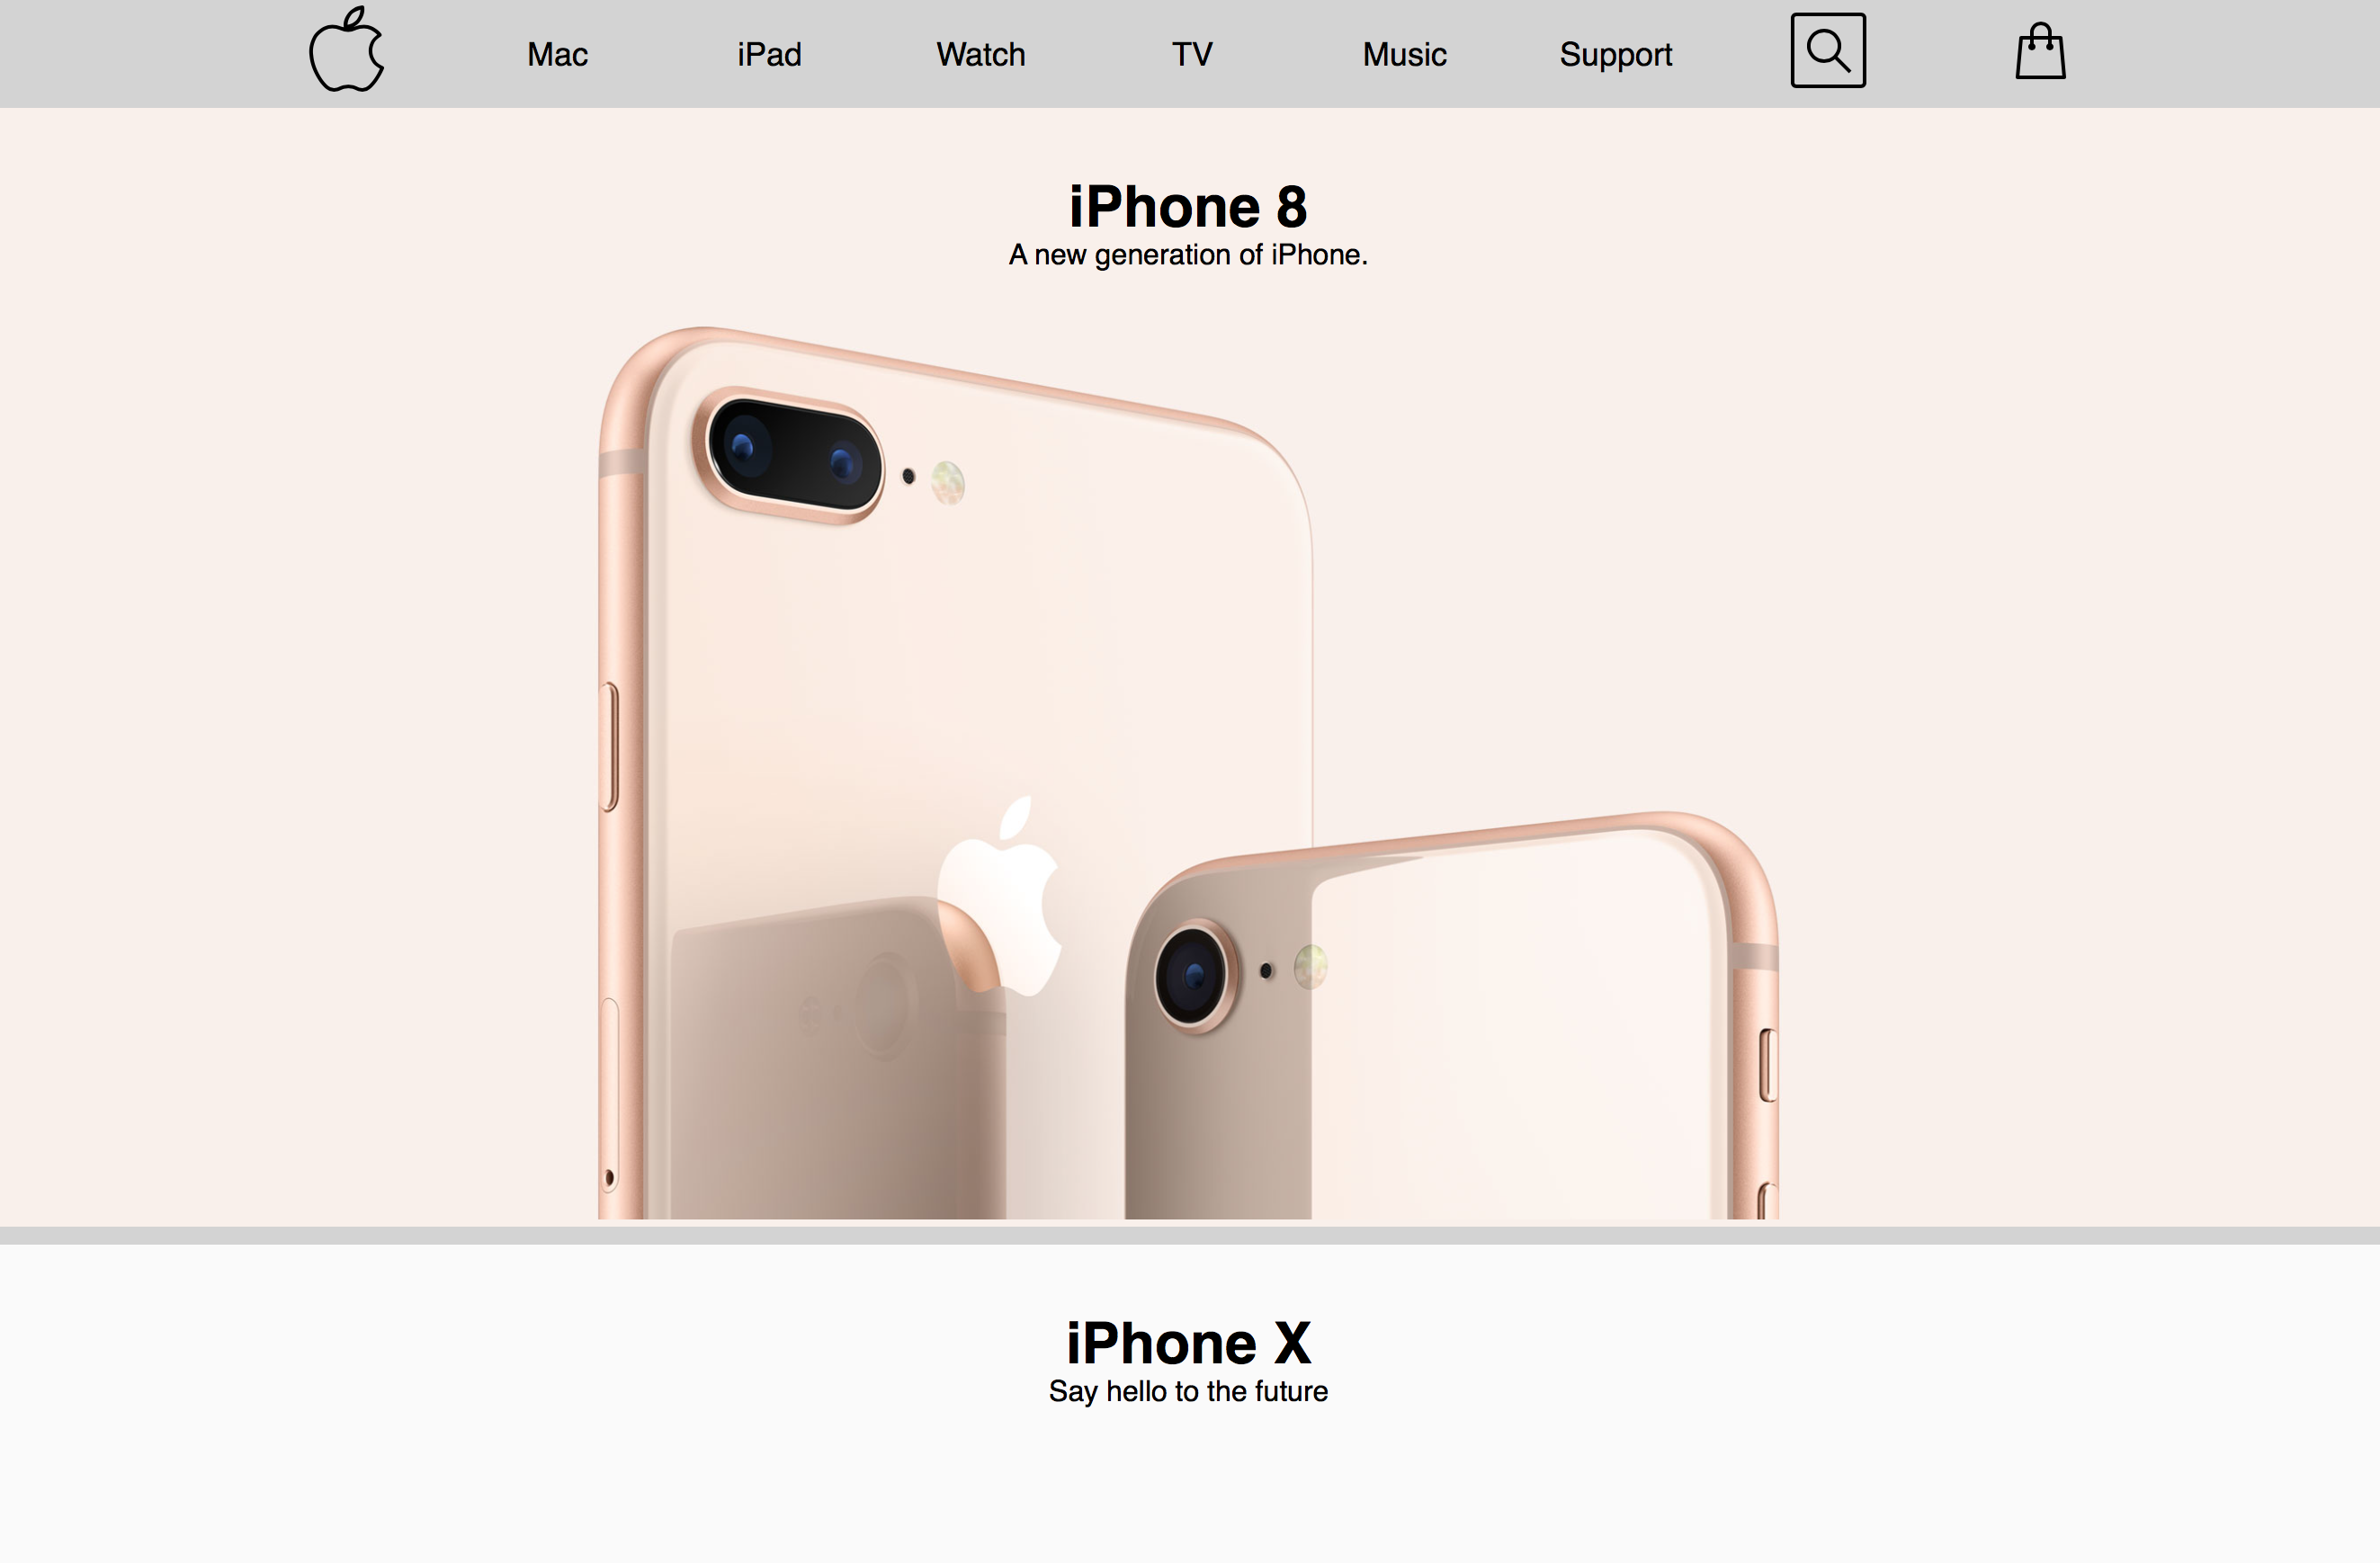 Mac iPad Watch TV Music Support
iPhone 8
A new generation of iPhone.
iPhone X
Say hello to the future